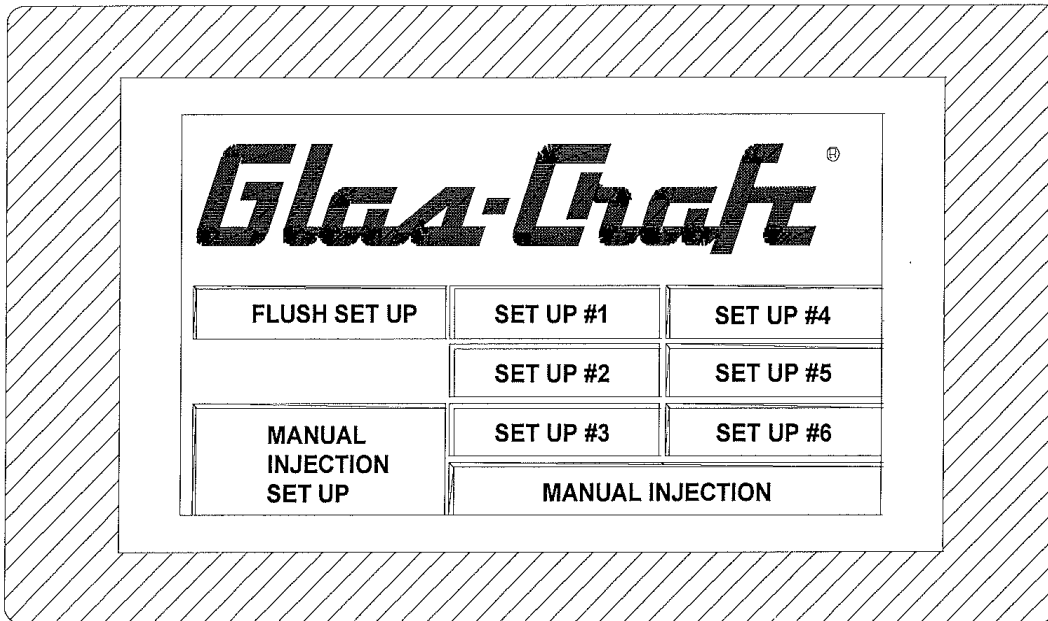 Glas-Craft ®
FLUSH SET UP
SET UP #1
SET UP #4
SET UP #2
SET UP #5
MANUAL
INJECTION
SET UP
SET UP #3
SET UP #6
MANUAL INJECTION